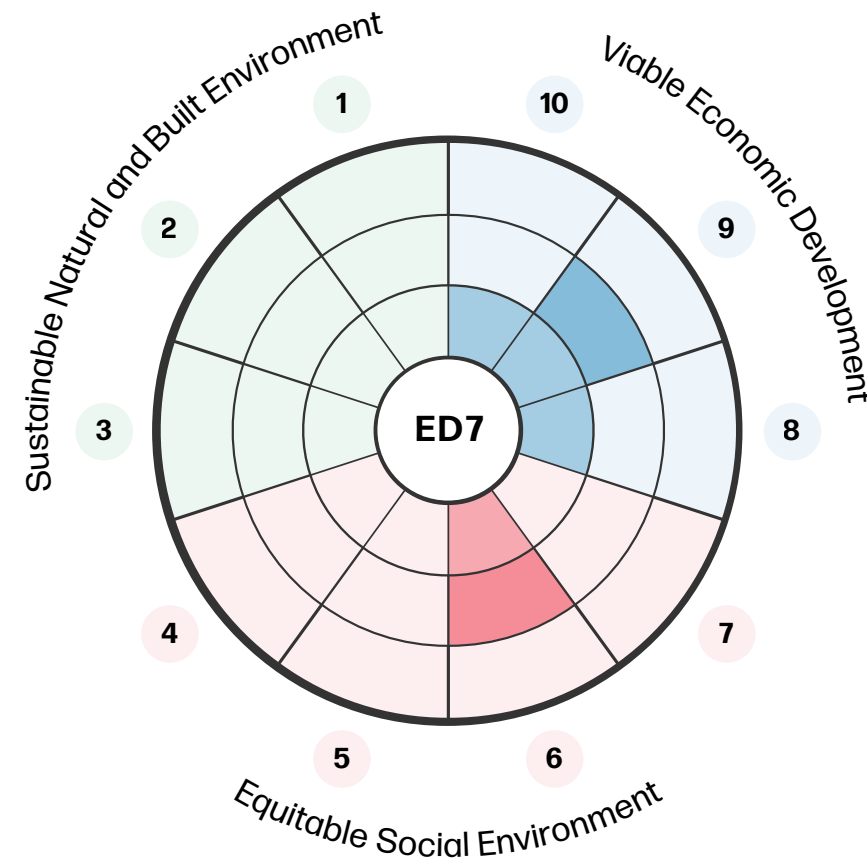 Sustainable Natural and Built Environment
Viable Economic Development
1
10
2
9
3
ED7
8
4
7
5
6
Equitable Social Environment